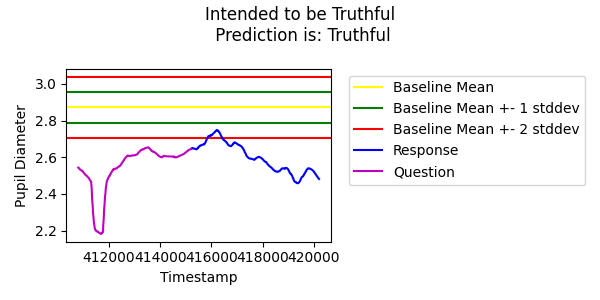 Intended to be Truthful
Prediction is: Truthful
3.0
2.8
2.6
2.4
2.2
Pupil Diameter
412000 414000 416000 418000 420000
Timestamp
Baseline Mean
Baseline Mean +- 1 stddev
Baseline Mean +- 2 stddev
Response
Question